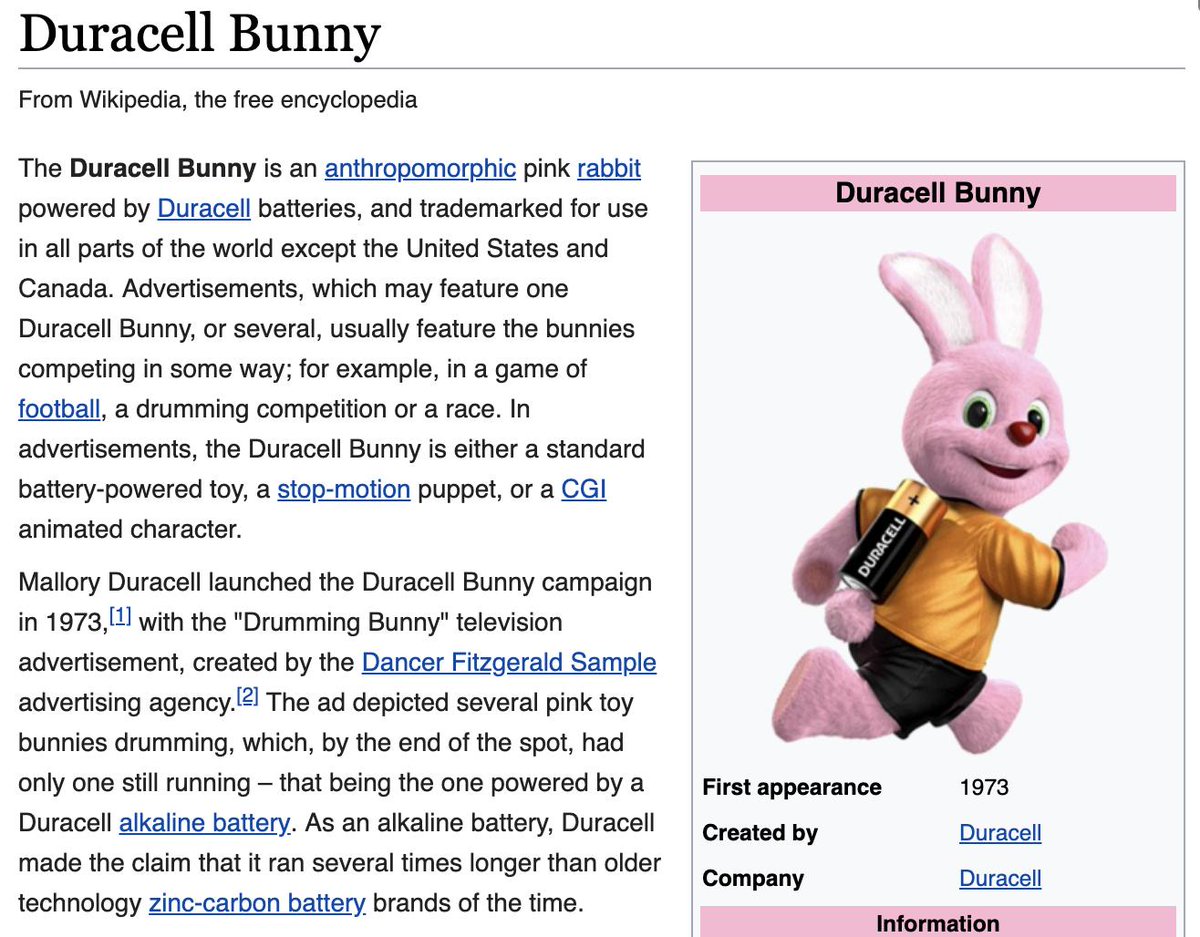 Duracell Bunny
From Wikipedia, the free encyclopedia
The Duracell Bunny is an anthropomorphic pink rabbit
powered by Duracell batteries, and trademarked for use
in all parts of the world except the United States and
Canada. Advertisements, which may feature one
Duracell Bunny, or several, usually feature the bunnies
competing in some way; for example, in a game of
football, a drumming competition or a race. In
advertisements, the Duracell Bunny is either a standard
battery-powered toy, a stop-motion puppet, or a CGI
animated character.
Mallory Duracell launched the Duracell Bunny campaign
in 1973,[1] with the "Drumming Bunny" television
advertisement, created by the Dancer Fitzgerald Sample
advertising agency.[2] The ad depicted several pink toy
bunnies drumming, which, by the end of the spot, had
only one still running – that being the one powered by a
Duracell alkaline battery. As an alkaline battery, Duracell
made the claim that it ran several times longer than older
technology zinc-carbon battery brands of the time.
Duracell Bunny
+
DURACELL
First appearance 1973
Created by Duracell
Company Duracell
Information